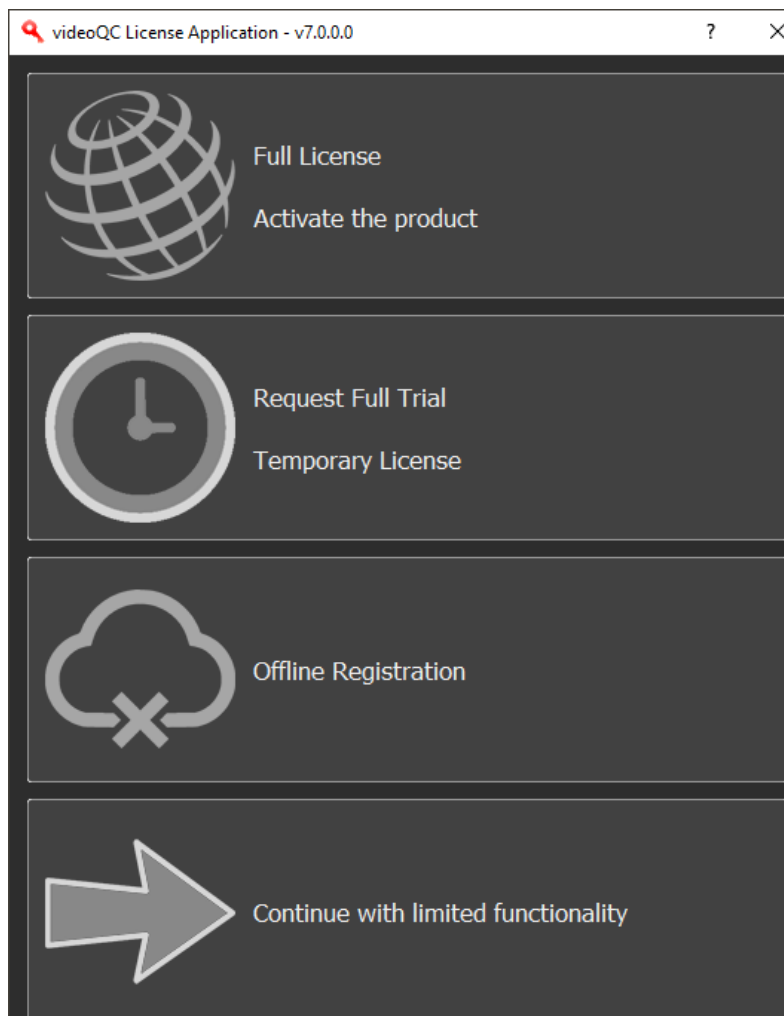 videoQC License Application - v7.0.0.0 ?
Full License
Activate the product
Request Full Trial
Temporary License
Offline Registration
Continue with limited functionality